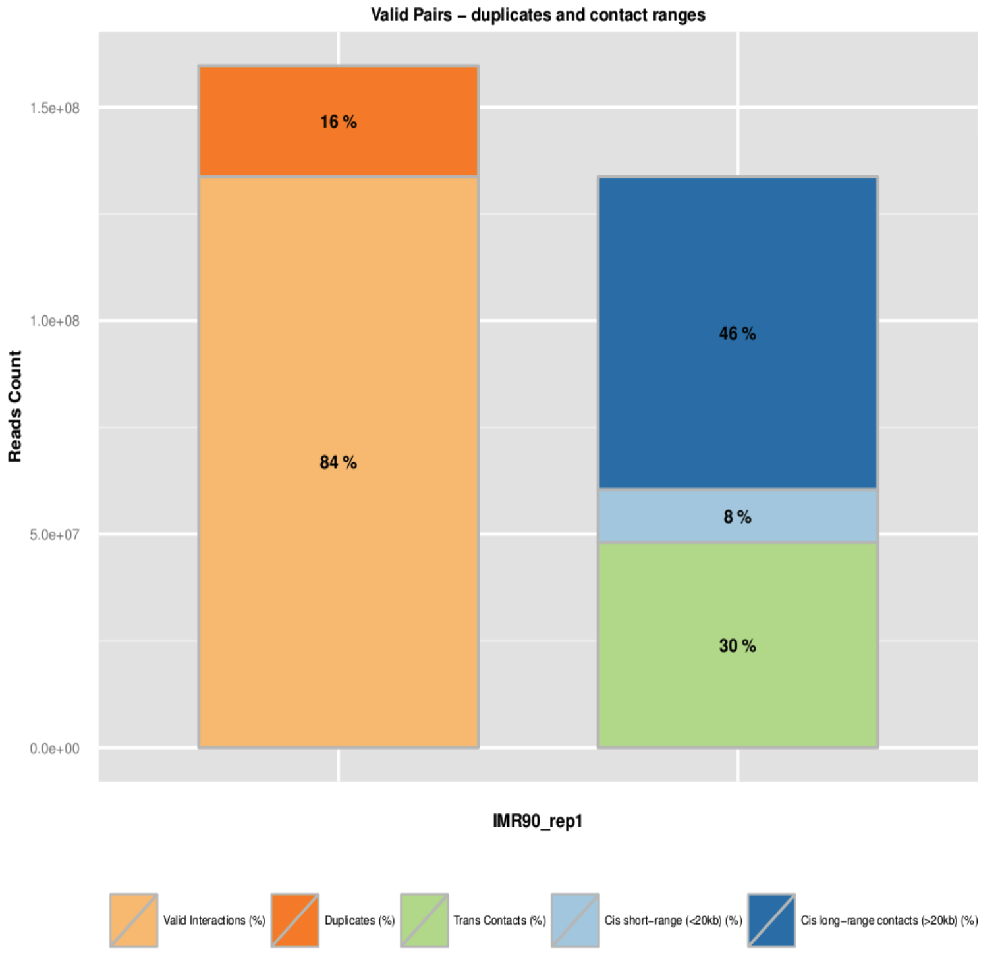 Valid Pairs − duplicates and contact ranges
Reads Count
1.5e+08
1.0e+08
5.0e+07
0.0e+00
16 %
84 %
46 %
8 %
30 %
IMR90_rep1
Valid Interactions (%) Duplicates (%) Trans Contacts (%) Cis short−range (<20kb) (%) Cis long−range contacts (>20kb) (%)